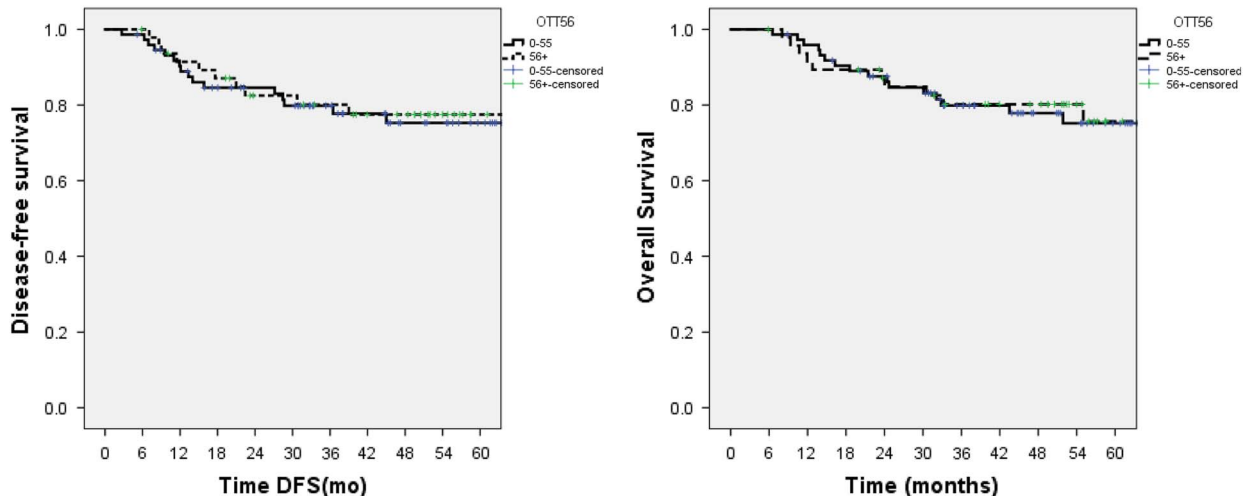 OTT56
0-55
56+
0-55-censored
56+-censored
Disease-free survival
1.0
0.8
0.6
0.4
0.2
0.0
0 6 12 18 24 30 36 42 48 54 60
Time DFS(mo)
OTT56
0-55
56+
0-55-censored
56+-censored
Overall Survival
1.0
0.8
0.6
0.4
0.2
0.0
0 6 12 18 24 30 36 42 48 54 60
Time (months)